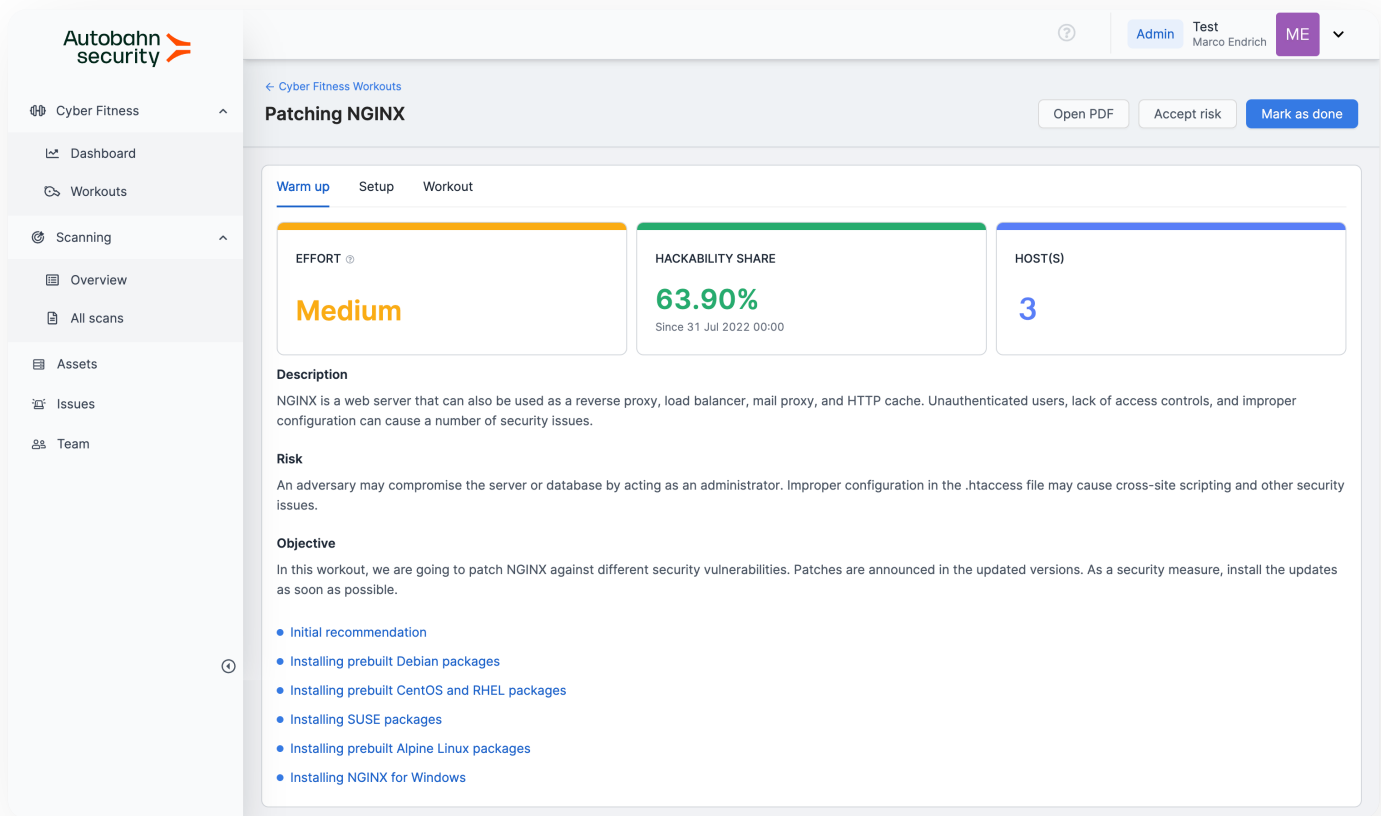 Autobahn
security
Cyber Fitness
Dashboard
Workouts
Scanning
Overview
All scans
Assets
Issues
Team
?
Admin
Test
Marco Endrich
ME
← Cyber Fitness Workouts
Patching NGINX
Open PDF
Accept risk
Mark as done
Warm up
Setup
Workout
EFFORT ?
Medium
HACKABILITY SHARE
63.90%
Since 31 Jul 2022 00:00
HOST(S)
3
Description
NGINX is a web server that can also be used as a reverse proxy, load balancer, mail proxy, and HTTP cache. Unauthenticated users, lack of access controls, and improper
configuration can cause a number of security issues.
Risk
An adversary may compromise the server or database by acting as an administrator. Improper configuration in the .htaccess file may cause cross-site scripting and other security
issues.
Objective
In this workout, we are going to patch NGINX against different security vulnerabilities. Patches are announced in the updated versions. As a security measure, install the updates
as soon as possible.
• Initial recommendation
• Installing prebuilt Debian packages
• Installing prebuilt CentOS and RHEL packages
• Installing SUSE packages
• Installing prebuilt Alpine Linux packages
• Installing NGINX for Windows